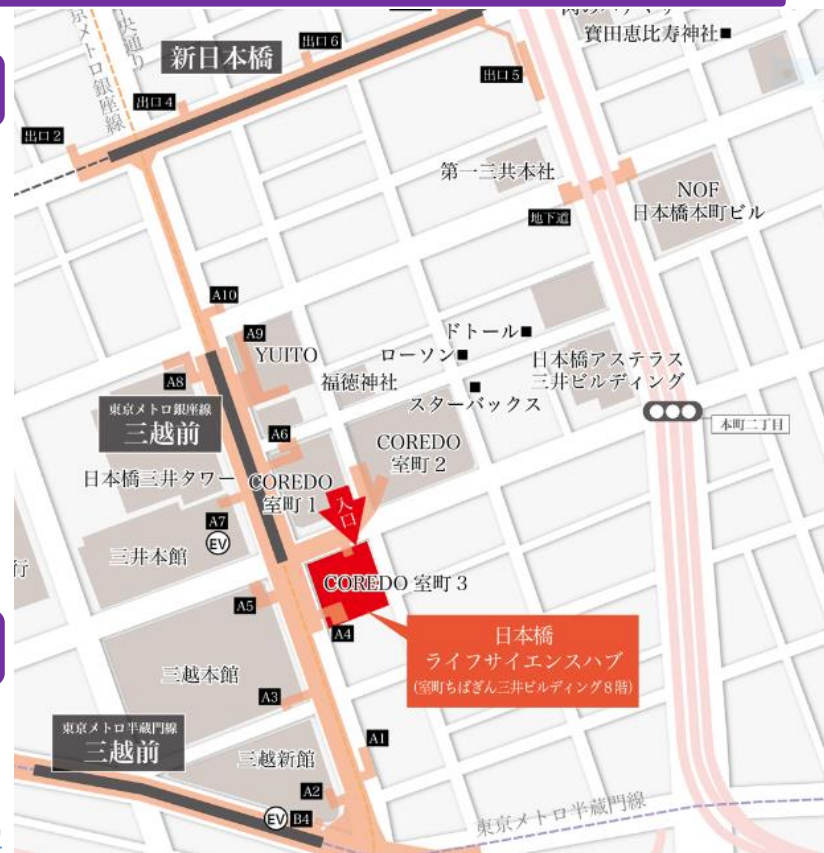 新日本橋
出口6
寶田恵比寿神社■
出口5
出口4
出口2
京メトロ銀座線
央通り
第一三共本社
NOF
日本橋本町ビル
地下道
A10
A9
YUITO
ドトール■
ローソン■
福徳神社
スターバックス
日本橋アステラス
三井ビルディング
A8
東京メトロ銀座線
三越前
A6
本町二丁目
COREDO
室町2
日本橋三井タワー
COREDO
室町1
入口
A7
EV
三井本館
行
COREDO 室町3
A5
A4
日本橋
ライフサイエンスハブ
(室町ちばぎん三井ビルディング8階)
三越本館
A3
東京メトロ半蔵門線
三越前
A1
三越新館
A2
EV B4
東京メトロ半蔵門線